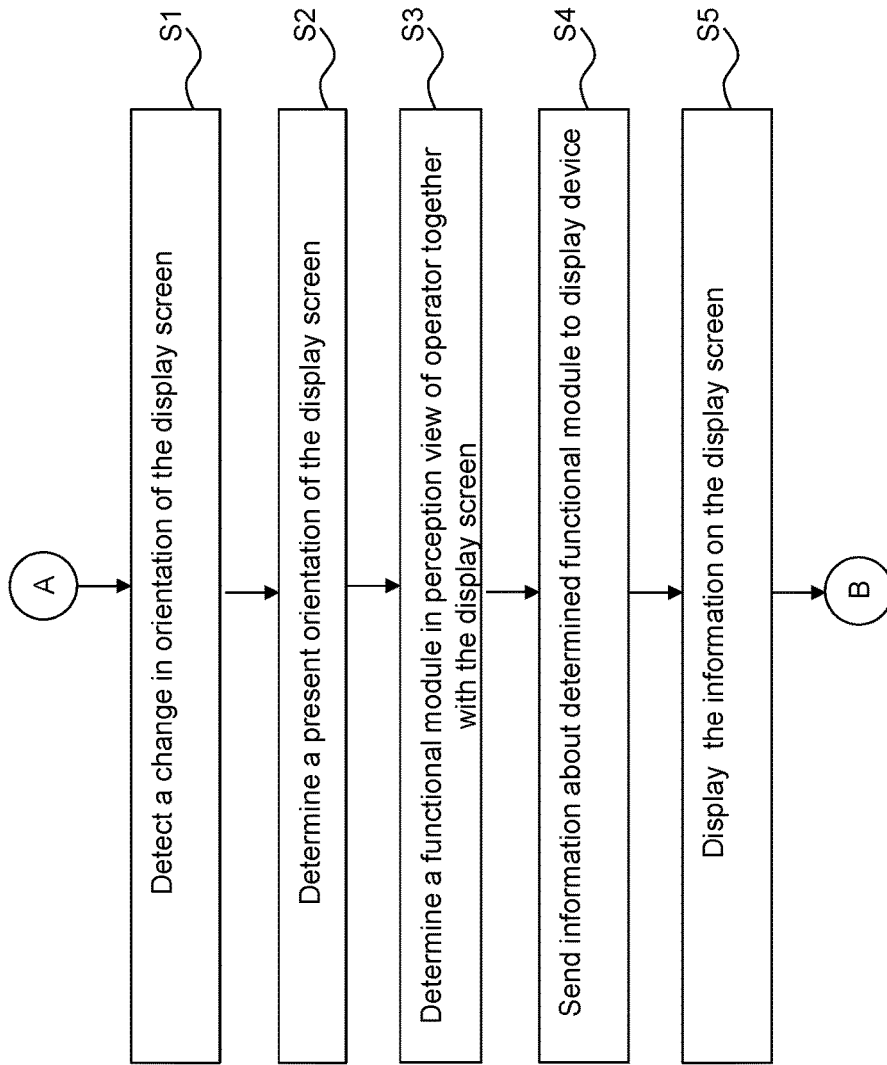 A
Detect a change in orientation of the display screen
S1
Determine a present orientation of the display screen
S2
Determine a functional module in perception view of operator together
with the display screen
S3
Send information about determined functional module to display device
S4
Display the information on the display screen
S5
B